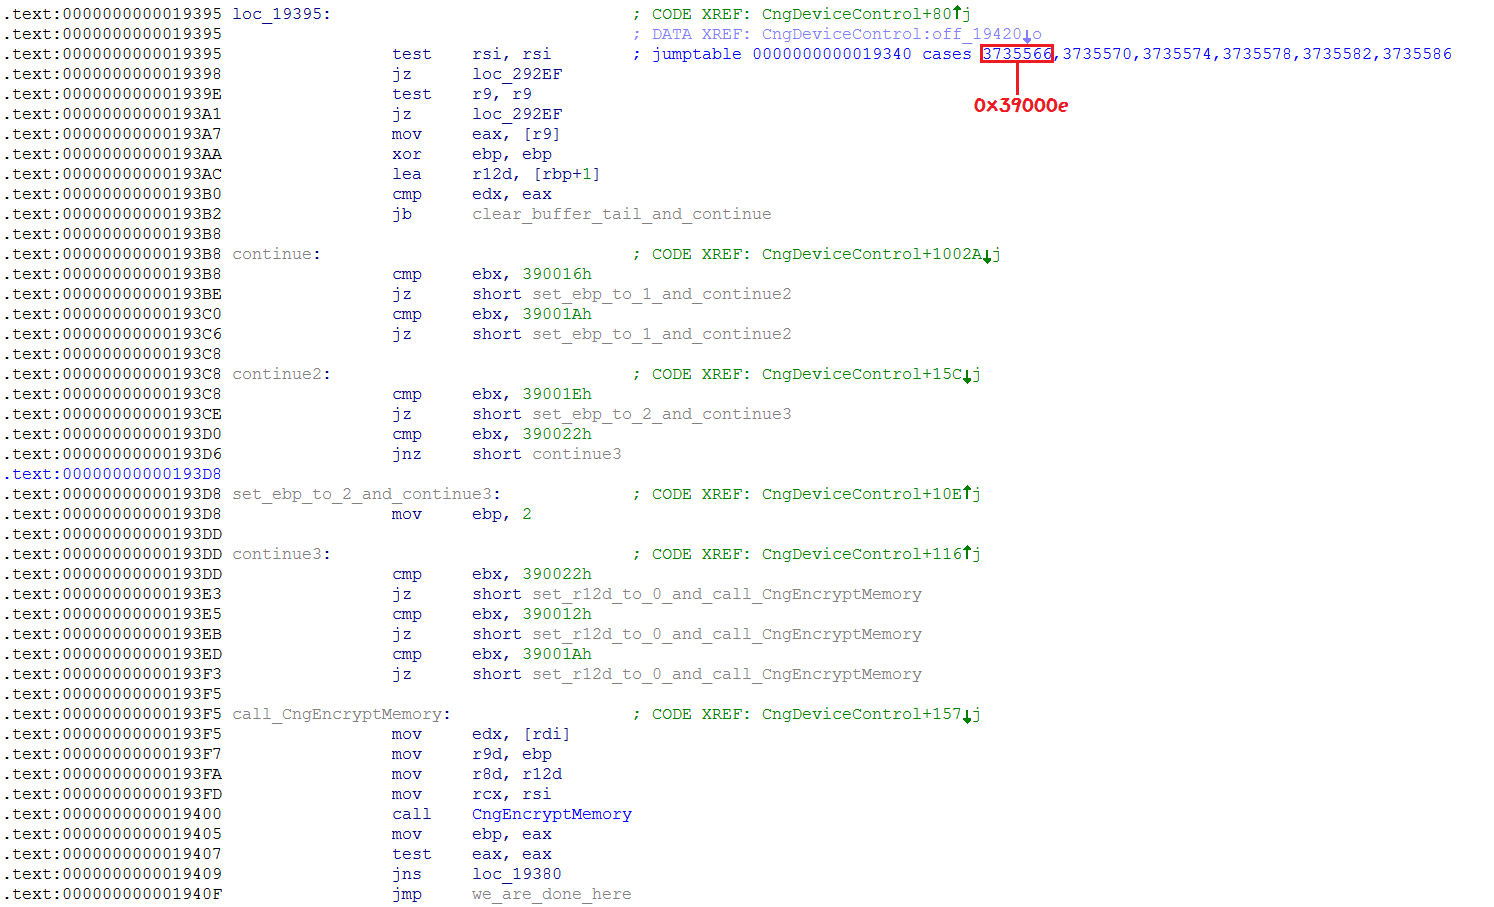 .text:0000000000019395 loc_19395: ; CODE XREF: CngDeviceControl+80↑j
.text:0000000000019395 ; DATA XREF: CngDeviceControl:off_19420↓o
.text:0000000000019395 test rsi, rsi ; jumptable 0000000000019340 cases 3735566,3735570,3735574,3735578,3735582,3735586
.text:0000000000019398 jz loc_292EF
.text:000000000001939E test r9, r9
0x39000e
.text:00000000000193A1 jz loc_292EF
.text:00000000000193A7 mov eax, [r9]
.text:00000000000193AA xor ebp, ebp
.text:00000000000193AC lea r12d, [rbp+1]
.text:00000000000193B0 cmp edx, eax
.text:00000000000193B2 jb clear_buffer_tail_and_continue
.text:00000000000193B8
.text:00000000000193B8 continue: ; CODE XREF: CngDeviceControl+1002A↓j
.text:00000000000193B8 cmp ebx, 390016h
.text:00000000000193BE jz short set_ebp_to_1_and_continue2
.text:00000000000193C0 cmp ebx, 39001Ah
.text:00000000000193C6 jz short set_ebp_to_1_and_continue2
.text:00000000000193C8
.text:00000000000193C8 continue2: ; CODE XREF: CngDeviceControl+15C↓j
.text:00000000000193C8 cmp ebx, 39001Eh
.text:00000000000193CE jz short set_ebp_to_2_and_continue3
.text:00000000000193D0 cmp ebx, 390022h
.text:00000000000193D6 jnz short continue3
.text:00000000000193D8
.text:00000000000193D8 set_ebp_to_2_and_continue3: ; CODE XREF: CngDeviceControl+10E↑j
.text:00000000000193D8 mov ebp, 2
.text:00000000000193DD
.text:00000000000193DD continue3: ; CODE XREF: CngDeviceControl+116↑j
.text:00000000000193DD cmp ebx, 390022h
.text:00000000000193E3 jz short set_r12d_to_0_and_call_CngEncryptMemory
.text:00000000000193E5 cmp ebx, 390012h
.text:00000000000193EB jz short set_r12d_to_0_and_call_CngEncryptMemory
.text:00000000000193ED cmp ebx, 39001Ah
.text:00000000000193F3 jz short set_r12d_to_0_and_call_CngEncryptMemory
.text:00000000000193F5
.text:00000000000193F5 call_CngEncryptMemory: ; CODE XREF: CngDeviceControl+157↓j
.text:00000000000193F5 mov edx, [rdi]
.text:00000000000193F7 mov r9d, ebp
.text:00000000000193FA mov r8d, r12d
.text:00000000000193FD mov rcx, rsi
.text:0000000000019400 call CngEncryptMemory
.text:0000000000019405 mov ebp, eax
.text:0000000000019407 test eax, eax
.text:0000000000019409 jns loc_19380
.text:000000000001940F jmp we_are_done_here